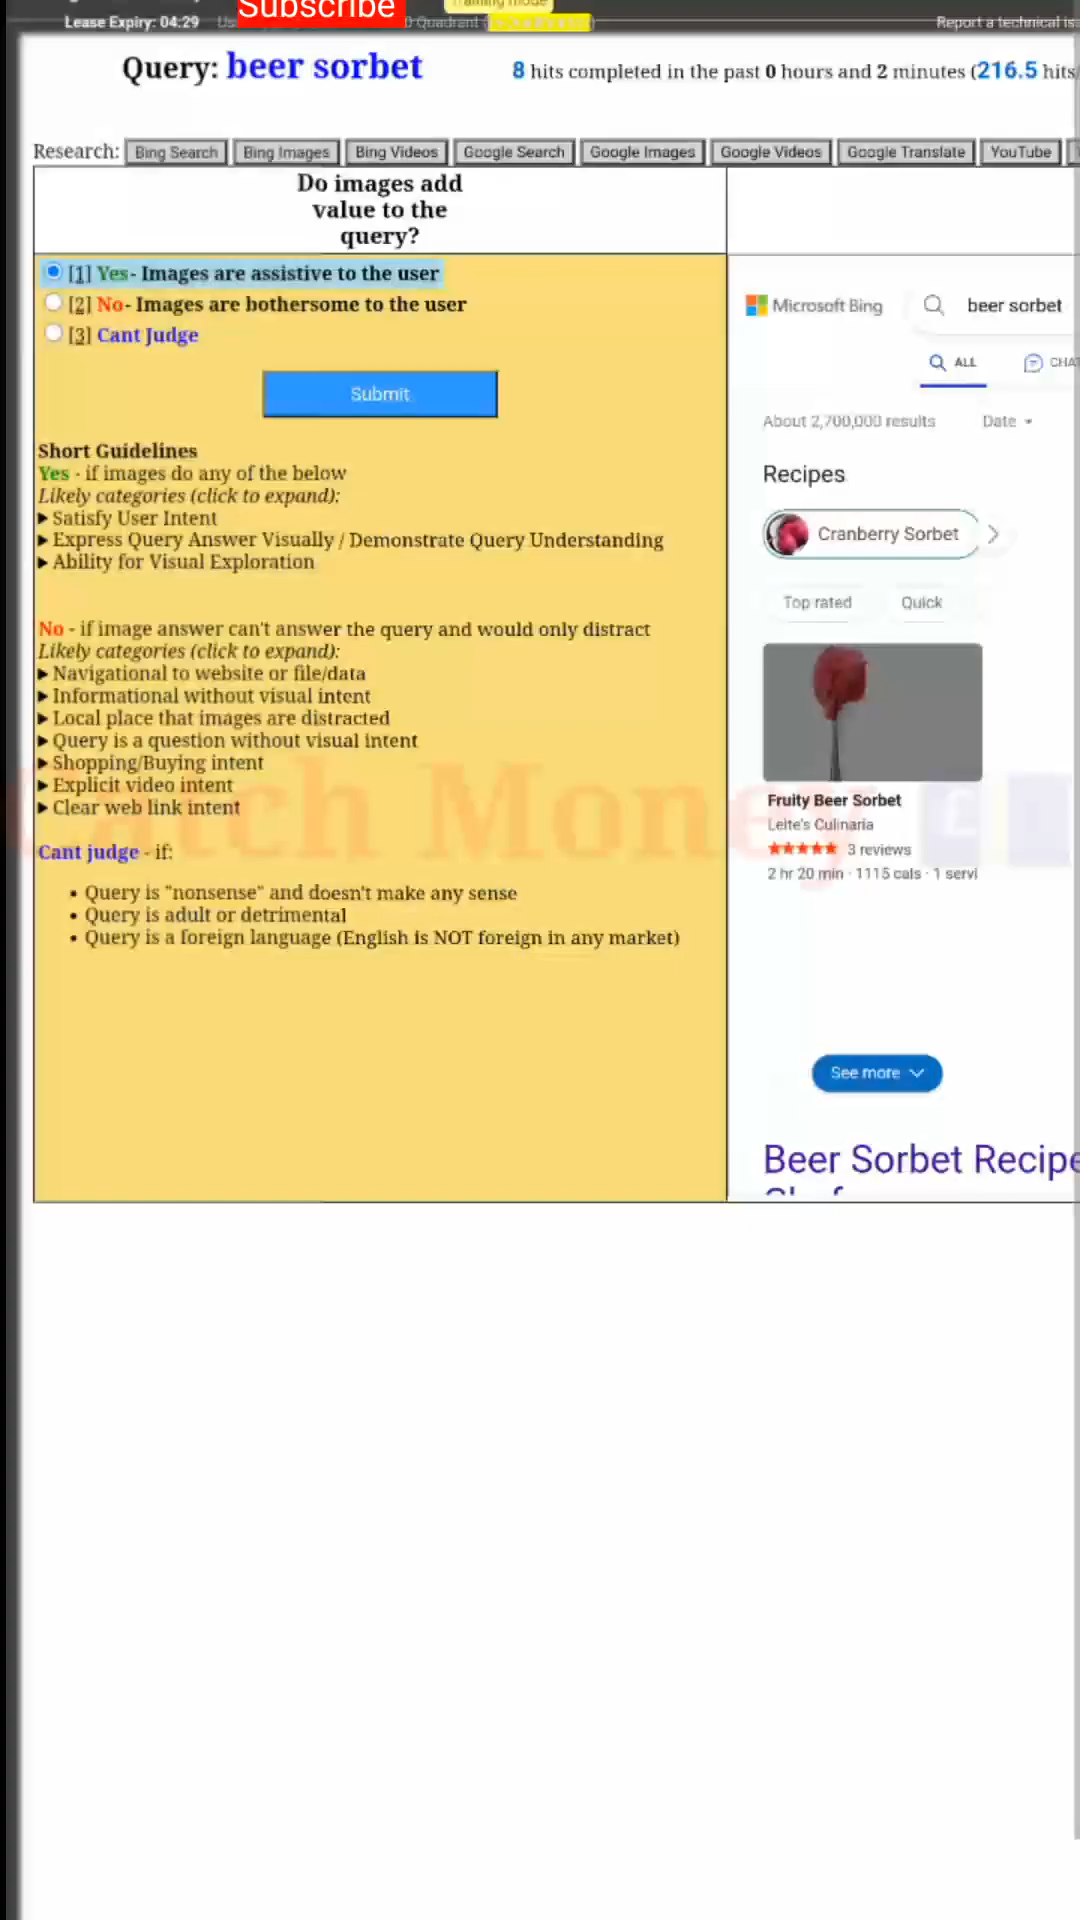 Subscribe
Training mode
Lease Expiry: 04:29
0 Quadrant
Report a technical is
Query: beer sorbet
8 hits completed in the past 0 hours and 2 minutes (216.5 hits
Research: Bing Search Bing Images Bing Videos Google Search Google Images Google Videos Google Translate YouTube
Do images add
value to the
query?
[1] Yes- Images are assistive to the user
[2] No- Images are bothersome to the user
[3] Cant Judge
Submit
Short Guidelines
Yes - if images do any of the below
Likely categories (click to expand):
▶ Satisfy User Intent
▶ Express Query Answer Visually / Demonstrate Query Understanding
▶ Ability for Visual Exploration
No - if image answer can't answer the query and would only distract
Likely categories (click to expand):
▶ Navigational to website or file/data
▶ Informational without visual intent
▶ Local place that images are distracted
▶ Query is a question without visual intent
▶ Shopping/Buying intent
▶ Explicit video intent
▶ Clear web link intent
Catch Money
Cant judge - if:
• Query is "nonsense" and doesn't make any sense
• Query is adult or detrimental
• Query is a foreign language (English is NOT foreign in any market)
Microsoft Bing
beer sorbet
ALL
CHAT
About 2,700,000 results
Date
Recipes
Cranberry Sorbet
Top rated
Quick
Fruity Beer Sorbet
Leite's Culinaria
★★★★★ 3 reviews
2 hr 20 min · 1115 cals · 1 servi
See more
Beer Sorbet Recipe